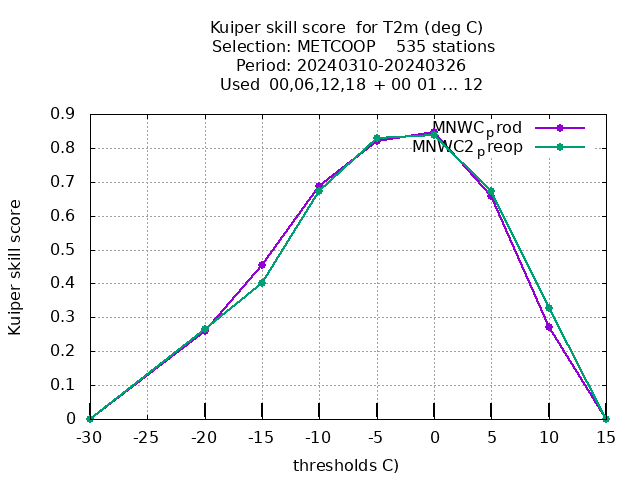 Kuiper skill score  for T2m (deg C)
Selection: METCOOP    535 stations
Period: 20240310-20240326
Used  00,06,12,18  + 00 01 ... 12
MNWCprod
MNWC2preop
Kuiper skill score
0.9
0.8
0.7
0.6
0.5
0.4
0.3
0.2
0.1
0
-30 -25 -20 -15 -10 -5 0 5 10 15
thresholds C)